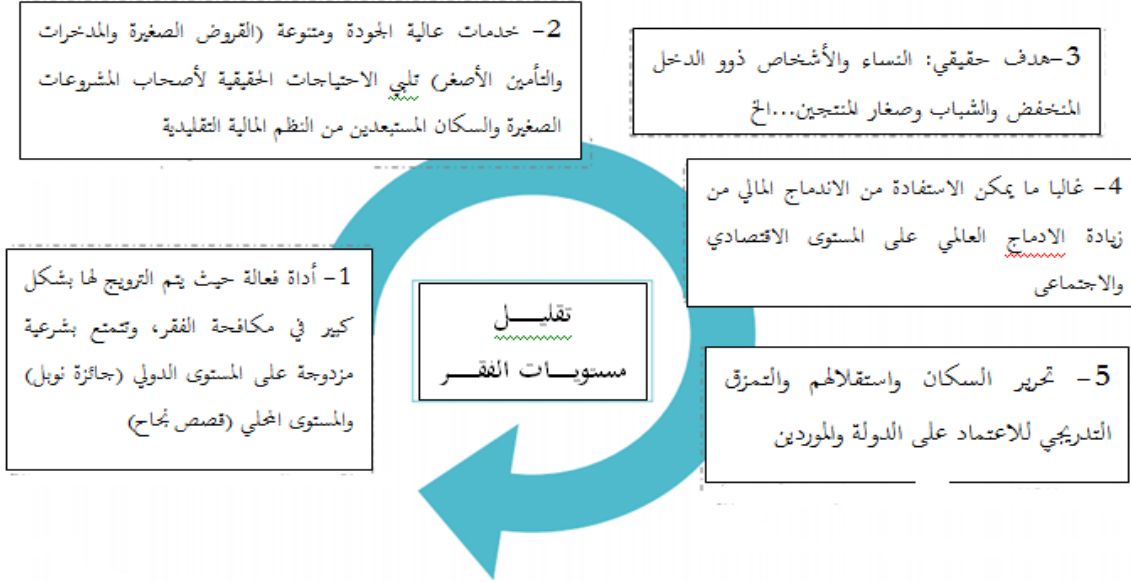 2- خدمات عالية الجودة ومتنوعة (القروض الصغيرة والمدخرات
والتأمين الأصغر) تلبي الاحتياجات الحقيقية لأصحاب المشروعات
الصغيرة والسكان المستبعدين من النظم المالية التقليدية
3-هدف حقيقي: النساء والأشخاص ذوو الدخل
المنخفض والشباب وصغار المنتجين...الخ
4- غالبا ما يمكن الاستفادة من الاندماج المالي من
زيادة الادماج العالمي على المستوى الاقتصادي
والاجتماعى
1- أداة فعالة حيث يتم الترويج لها بشكل
كبير في مكافحة الفقر، وتتمتع بشرعية
مزدوجة على المستوى الدولي (جائزة نوبل)
والمستوى المحلي (قصص نجاح)
تقليـــل
مستويـــات الفقـــر
5- تحرير السكان واستقلالهم والتمزق
التدريجي للاعتماد على الدولة والموردين